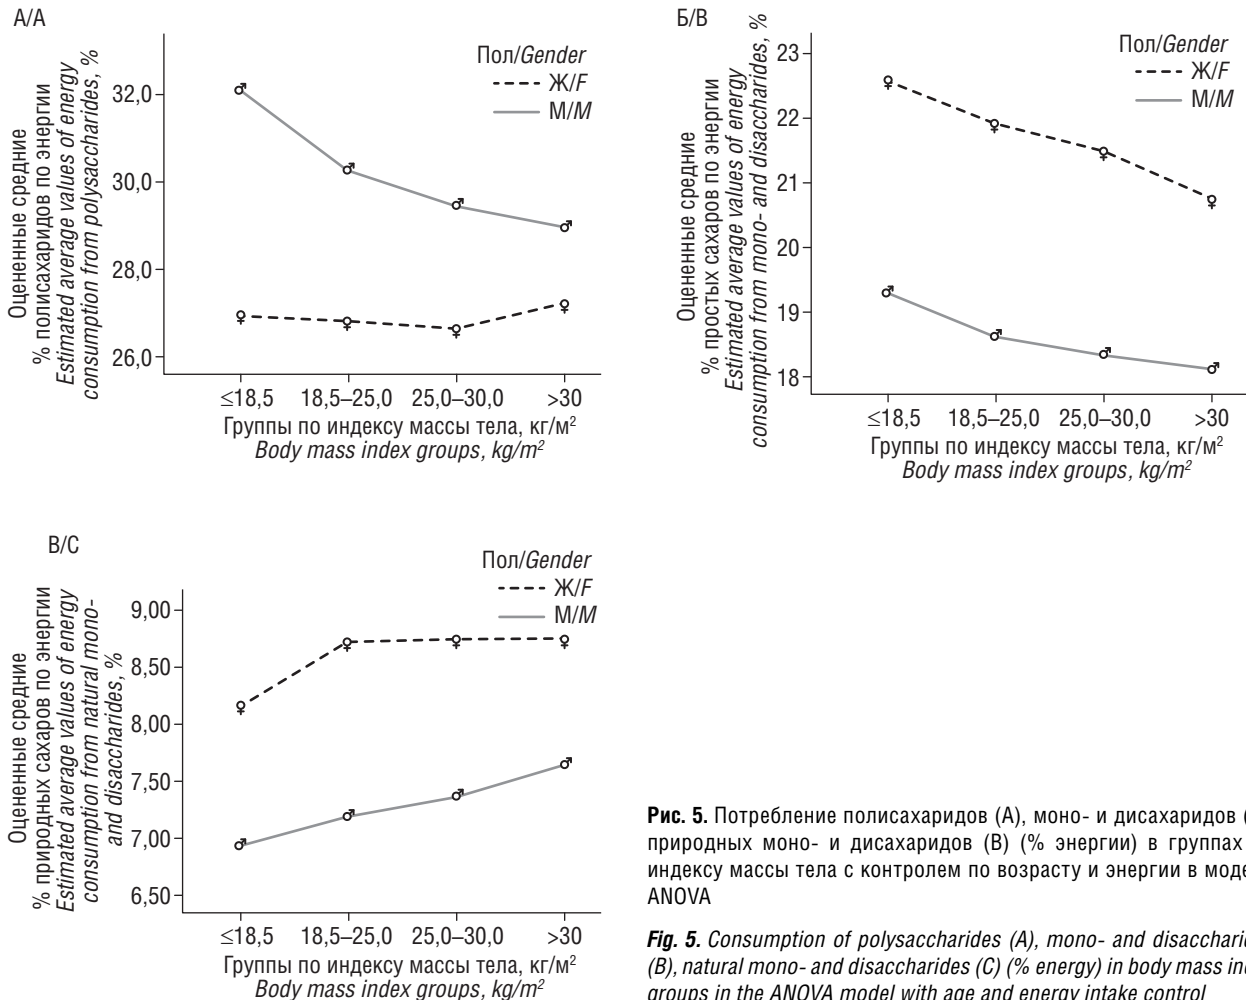 А/A
Оцененные средние
% полисахаридов по энергии
Estimated average values of energy
consumption from polysaccharides, %
Пол/Gender
Ж/F
М/M
32,0
30,0
28,0
26,0
≤18,5 18,5–25,0 25,0–30,0 >30
Группы по индексу массы тела, кг/м²
Body mass index groups, kg/m²
Б/B
Оцененные средние
% простых сахаров по энергии
Estimated average values of energy
consumption from mono- and disaccharides, %
Пол/Gender
Ж/F
М/M
23
22
21
20
19
18
≤18,5 18,5–25,0 25,0–30,0 >30
Группы по индексу массы тела, кг/м²
Body mass index groups, kg/m²
В/C
Оцененные средние
% природных сахаров по энергии
Estimated average values of energy
consumption from natural mono-
and disaccharides, %
Пол/Gender
Ж/F
М/M
9,00
8,50
8,00
7,50
7,00
6,50
≤18,5 18,5–25,0 25,0–30,0 >30
Группы по индексу массы тела, кг/м²
Body mass index groups, kg/m²
Рис. 5. Потребление полисахаридов (А), моно- и дисахаридов (
природных моно- и дисахаридов (В) (% энергии) в группах
индексу массы тела с контролем по возрасту и энергии в моде
ANOVA
Fig. 5. Consumption of polysaccharides (A), mono- and disaccharid
(B), natural mono- and disaccharides (C) (% energy) in body mass ind
groups in the ANOVA model with age and energy intake control